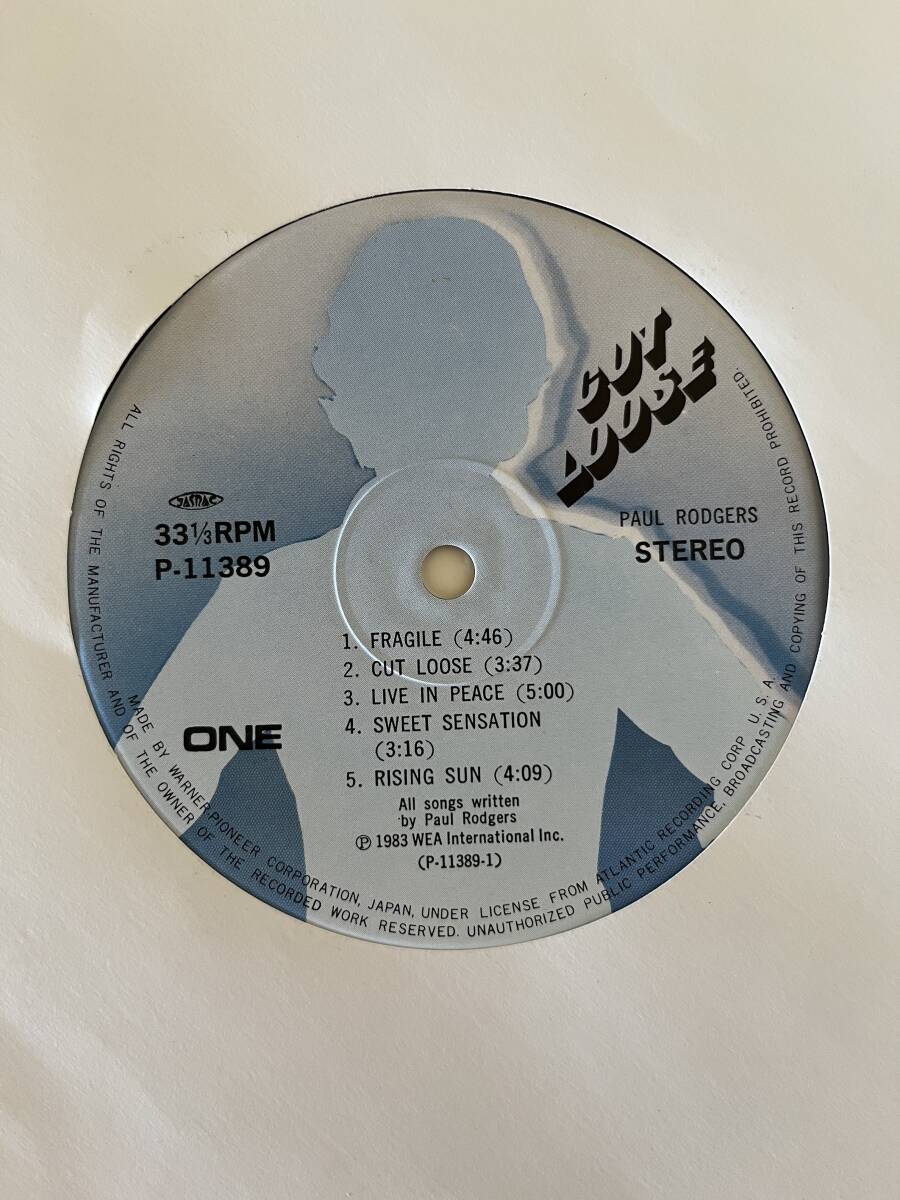 CUT
LOOSE
PAUL RODGERS
STEREO
JASRAC
33⅓RPM
P-11389
ONE
1. FRAGILE (4:46)
2. CUT LOOSE (3:37)
3. LIVE IN PEACE (5:00)
4. SWEET SENSATION
(3:16)
5. RISING SUN (4:09)
All songs written
by Paul Rodgers
Ⓟ 1983 WEA International Inc.
(P-11389-1)
MADE BY WARNER-PIONEER CORPORATION, JAPAN, UNDER LICENSE FROM ATLANTIC RECORDING CORP. U. S. A.
ALL RIGHTS OF THE MANUFACTURER AND OF THE OWNER OF THE RECORDED WORK RESERVED. UNAUTHORIZED PUBLIC PERFORMANCE, BROADCASTING AND COPYING OF THIS RECORD PROHIBITED.